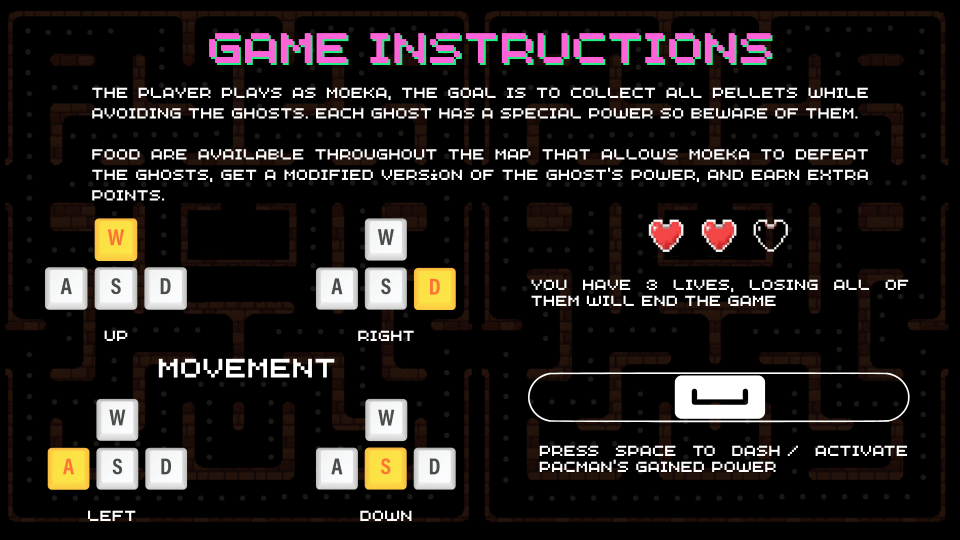 GAME INSTRUCTIONS
THE PLAYER PLAYS AS MOEKA, THE GOAL IS TO COLLECT ALL PELLETS WHILE
AVOIDING THE GHOSTS. EACH GHOST HAS A SPECIAL POWER SO BEWARE OF THEM.
FOOD ARE AVAILABLE THROUGHOUT THE MAP THAT ALLOWS MOEKA TO DEFEAT
THE GHOSTS, GET A MODIFIED VERSiON OF THE GHOST'S POWER, AND EARN EXTRA
POINTS.
W
A S D
UP
W
A S D
RIGHT
MOVEMENT
W
A S D
LEFT
W
A S D
DOWN
YOU HAVE 3 LIVES, LOSING ALL OF
THEM WILL END THE GAME
PRESS SPACE TO DASH / ACTIVATE
PACMAN'S GAINED POWER